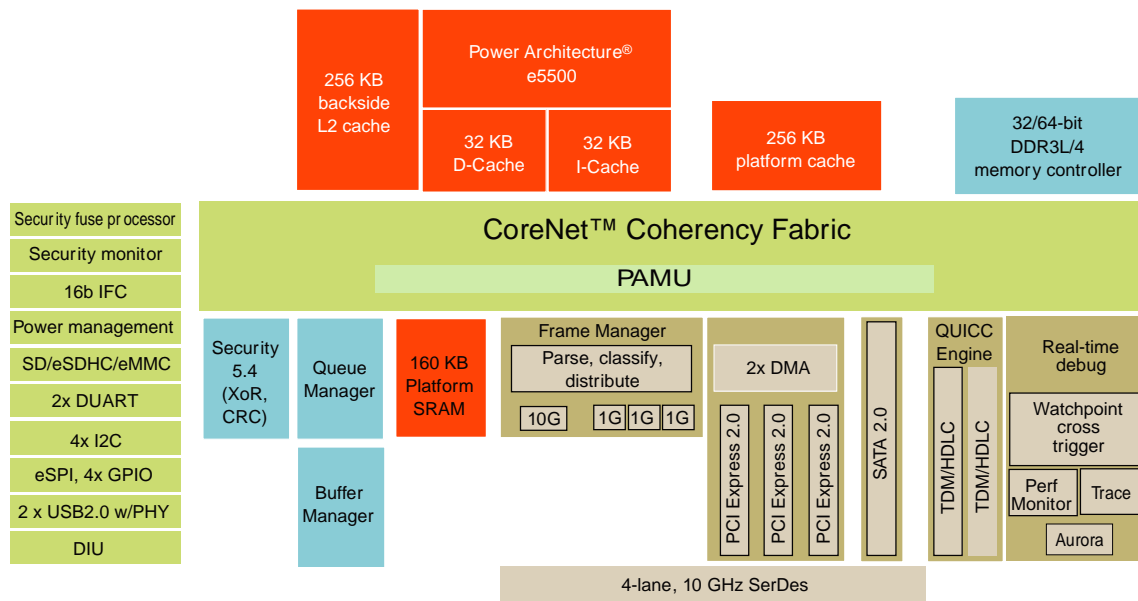 Power Architecture®
e5500
256 KB
backside
L2 cache
32 KB
D-Cache
32 KB
I-Cache
256 KB
platform cache
32/64-bit
DDR3L/4
memory controller
Security fuse processor
Security monitor
16b IFC
Power management
SD/eSDHC/eMMC
2x DUART
4x I2C
eSPI, 4x GPIO
2 x USB2.0 w/PHY
DIU
CoreNet™ Coherency Fabric
PAMU
Security
5.4
(XoR,
CRC)
Queue
Manager
Buffer
Manager
160 KB
Platform
SRAM
Frame Manager
Parse, classify,
distribute
10G
1G
1G
1G
2x DMA
PCI Express 2.0
PCI Express 2.0
PCI Express 2.0
SATA 2.0
QUICC
Engine
TDM/HDLC
TDM/HDLC
Real-time
debug
Watchpoint
cross
trigger
Perf
Monitor
Trace
Aurora
4-lane, 10 GHz SerDes